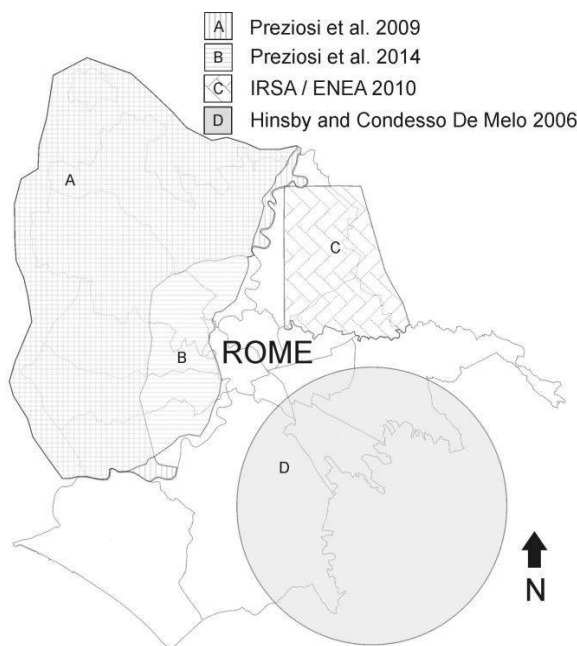 A Preziosi et al. 2009
B Preziosi et al. 2014
C IRSA / ENEA 2010
D Hinsby and Condesso De Melo 2006
A
C
B
ROME
D
N